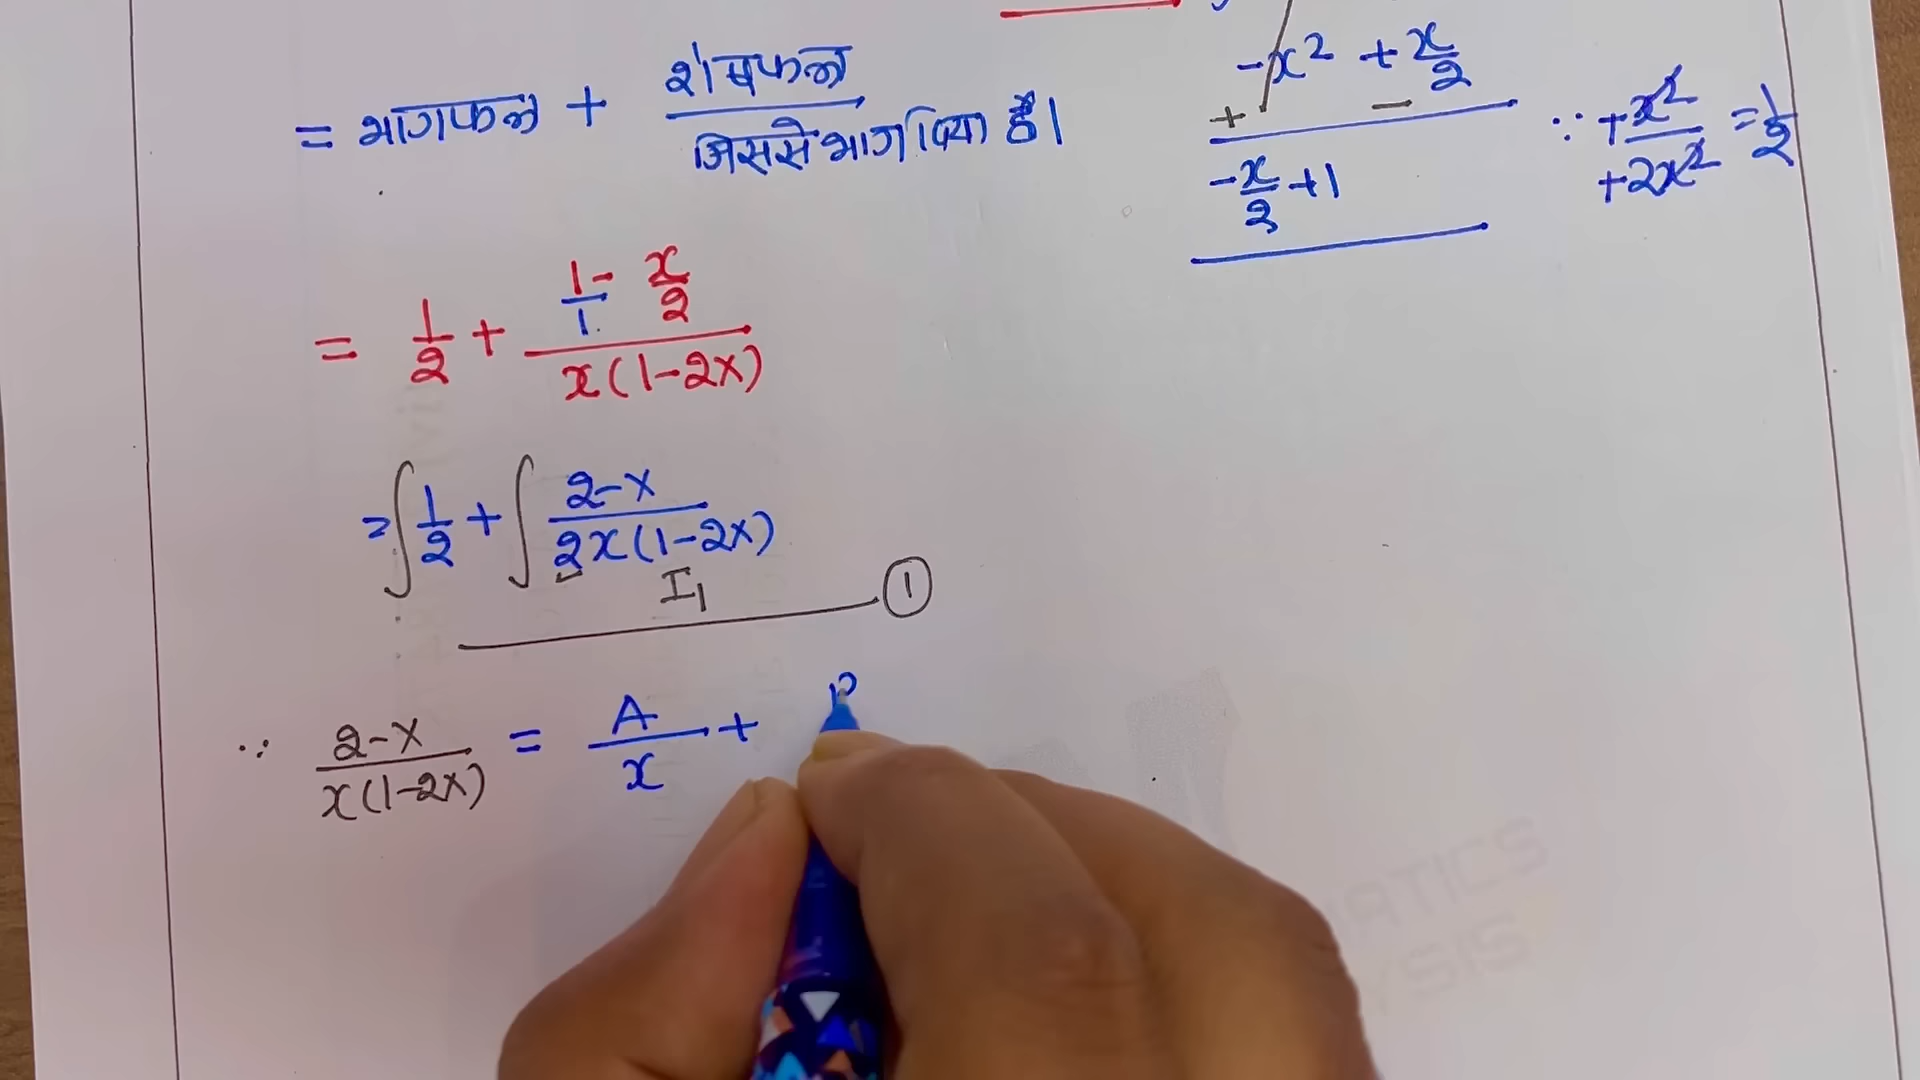 = भागफल + शेषफल / जिससे भाग दिया है।
= 1/2 + (1/1 - x/2) / x(1-2x)
= ∫ 1/2 + ∫ 2-x / 2x(1-2x)
I₁
①
∵ 2-x / x(1-2x) = A/x +
-x² + x/2
+ −
-x/2 + 1
∵ +x²/+2x² = 1/2